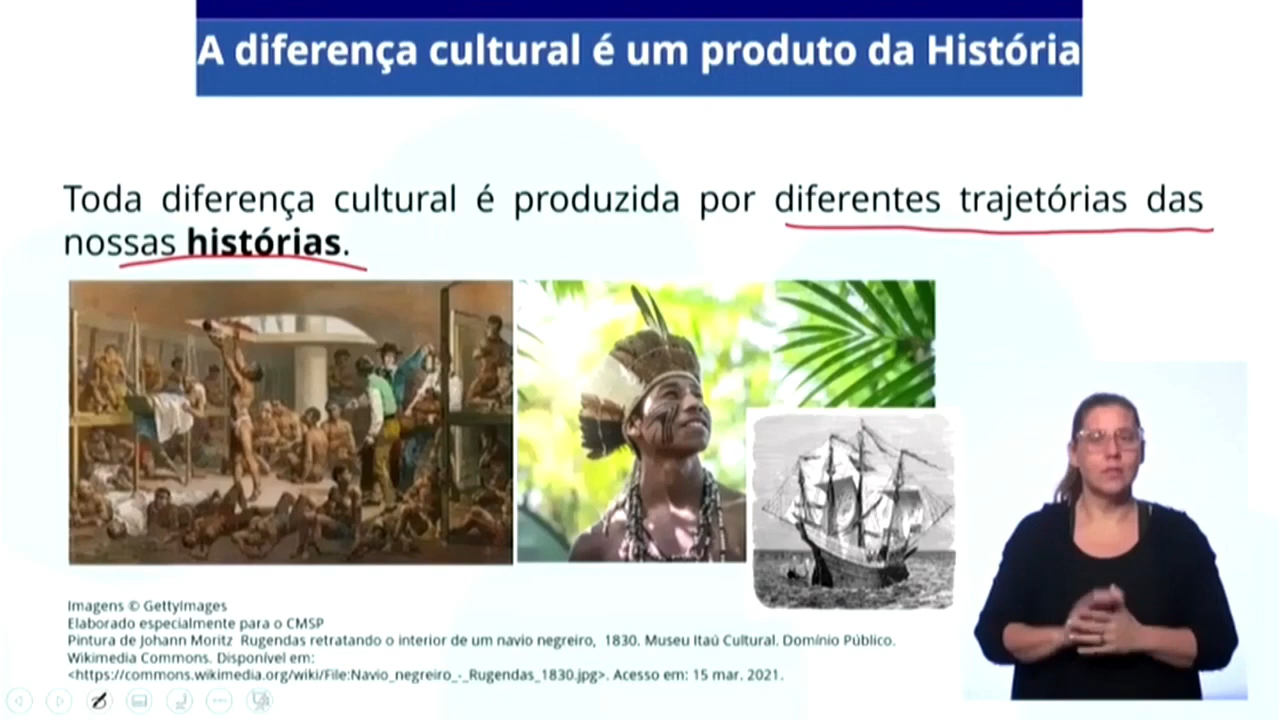 A diferença cultural é um produto da História
Toda diferença cultural é produzida por diferentes trajetórias das
nossas histórias.
Imagens © GettyImages
Elaborado especialmente para o CMSP
Pintura de Johann Moritz Rugendas retratando o interior de um navio negreiro, 1830. Museu Itaú Cultural. Domínio Público.
Wikimedia Commons. Disponível em:
<https://commons.wikimedia.org/wiki/File:Navio_negreiro_-_Rugendas_1830.jpg>. Acesso em: 15 mar. 2021.